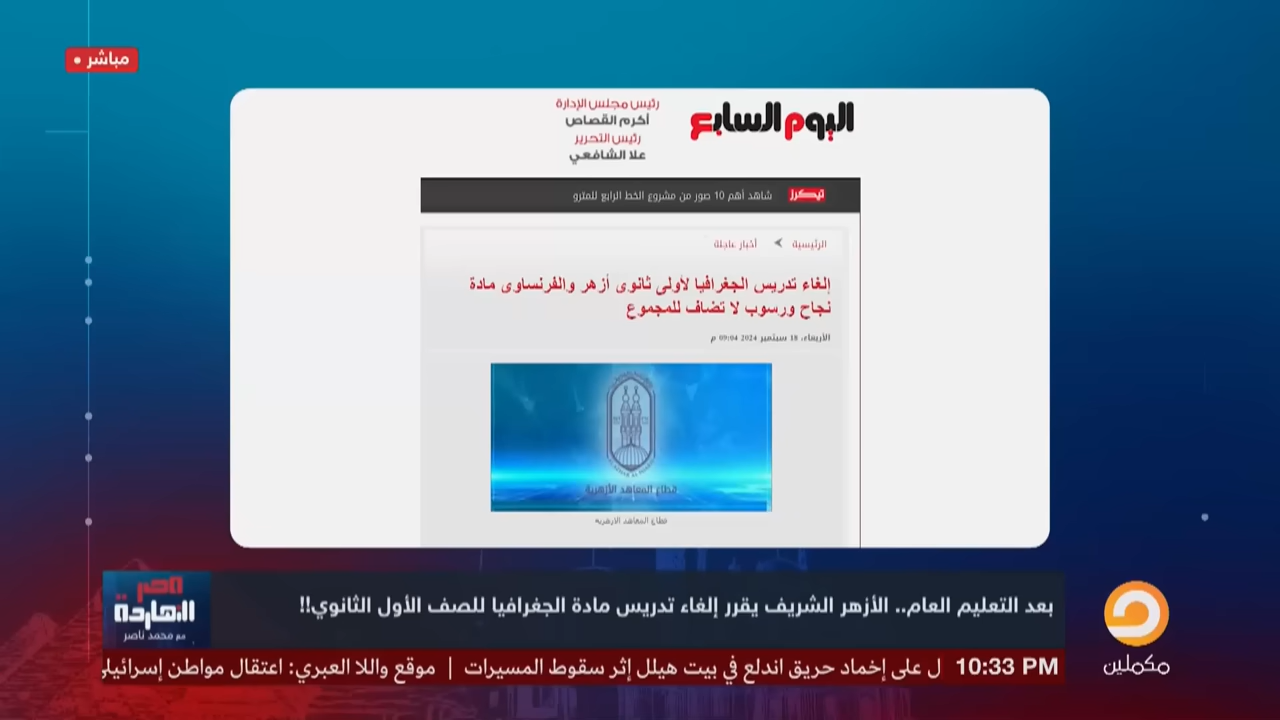 مباشر
اليوم السابع
رئيس مجلس الإدارة
أكرم القصاص
رئيس التحرير
علا الشافعي
تيكرز شاهد أهم 10 صور من مشروع الخط الرابع للمترو
الرئيسية أخبار عاجلة
إلغاء تدريس الجغرافيا لأولى ثانوى أزهر والفرنساوى مادة
نجاح ورسوب لا تضاف للمجموع
الأربعاء، 18 سبتمبر 2024 09:04 م
قطاع المعاهد الأزهرية
قطاع المعاهد الازهرية
بعد التعليم العام.. الأزهر الشريف يقرر إلغاء تدريس مادة الجغرافيا للصف الأول الثانوي!!
مصر
النهاردة
مع محمد ناصر
10:33 PM ل على إخماد حريق اندلع في بيت هيلل إثر سقوط المسيرات | موقع واللا العبري: اعتقال مواطن إسرائيلي
مكملين